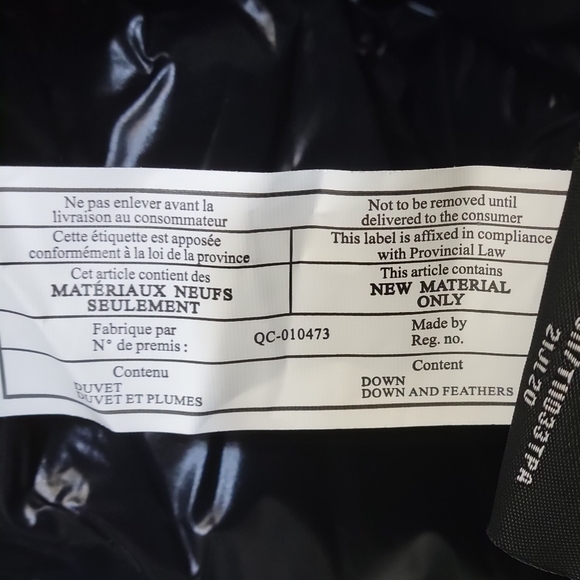 Ne pas enlever avant la
livraison au consommateur
Not to be removed until
delivered to the consumer
Cette étiquette est apposée
conformément à la loi de la province
This label is affixed in compliance
with Provincial Law
Cet article contient des
MATÉRIAUX NEUFS
SEULEMENT
This article contains
NEW MATERIAL
ONLY
Fabrique par
N° de premis :
QC-010473
Made by
Reg. no.
Contenu
DUVET
DUVET ET PLUMES
Content
DOWN
DOWN AND FEATHERS
2JL20